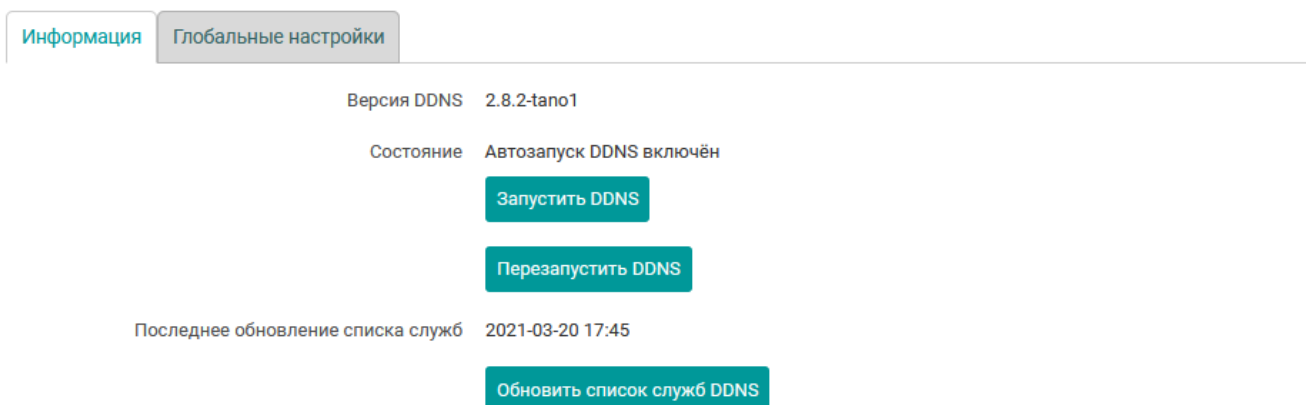 Информация Глобальные настройки
Версия DDNS 2.8.2-tano1
Состояние Автозапуск DDNS включён
Запустить DDNS
Перезапустить DDNS
Последнее обновление списка служб 2021-03-20 17:45
Обновить список служб DDNS